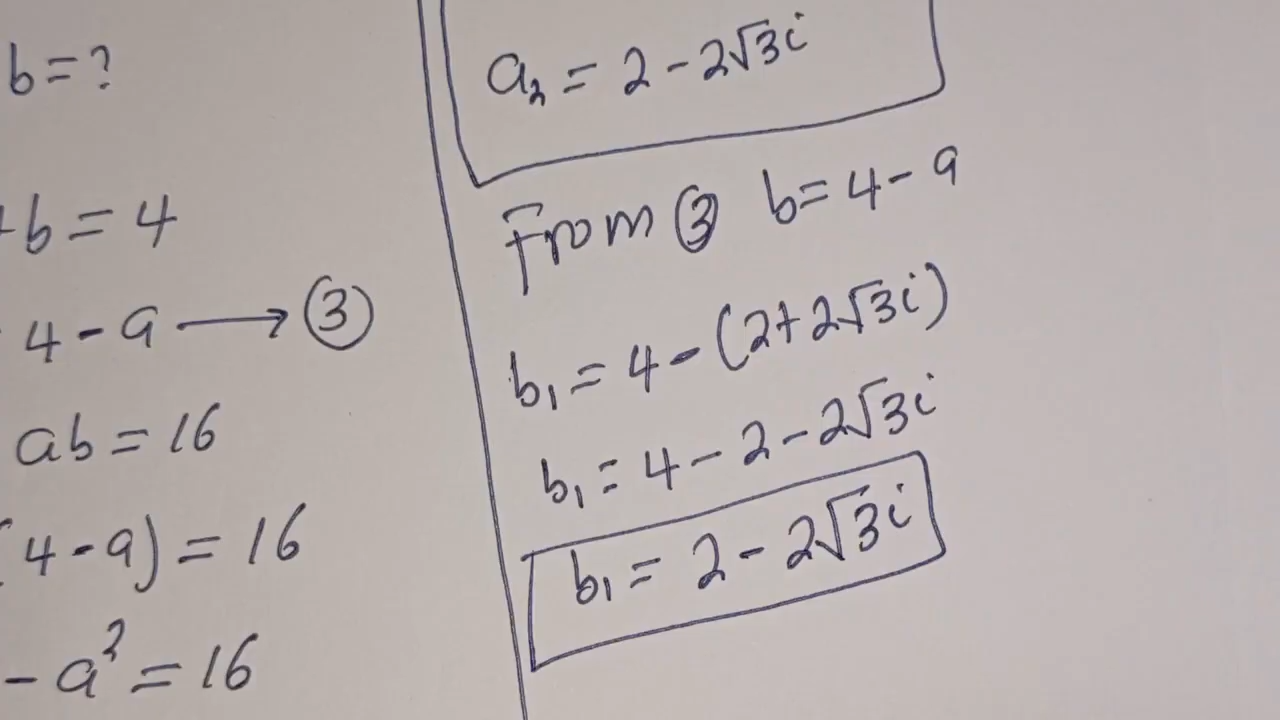 b = ?
+b = 4
4 - a → ③
ab = 16
(4 - a) = 16
- a² = 16
a₂ = 2 - 2√3i
From ③ b = 4 - a
b₁ = 4 - (2 + 2√3i)
b₁ = 4 - 2 - 2√3i
b₁ = 2 - 2√3i